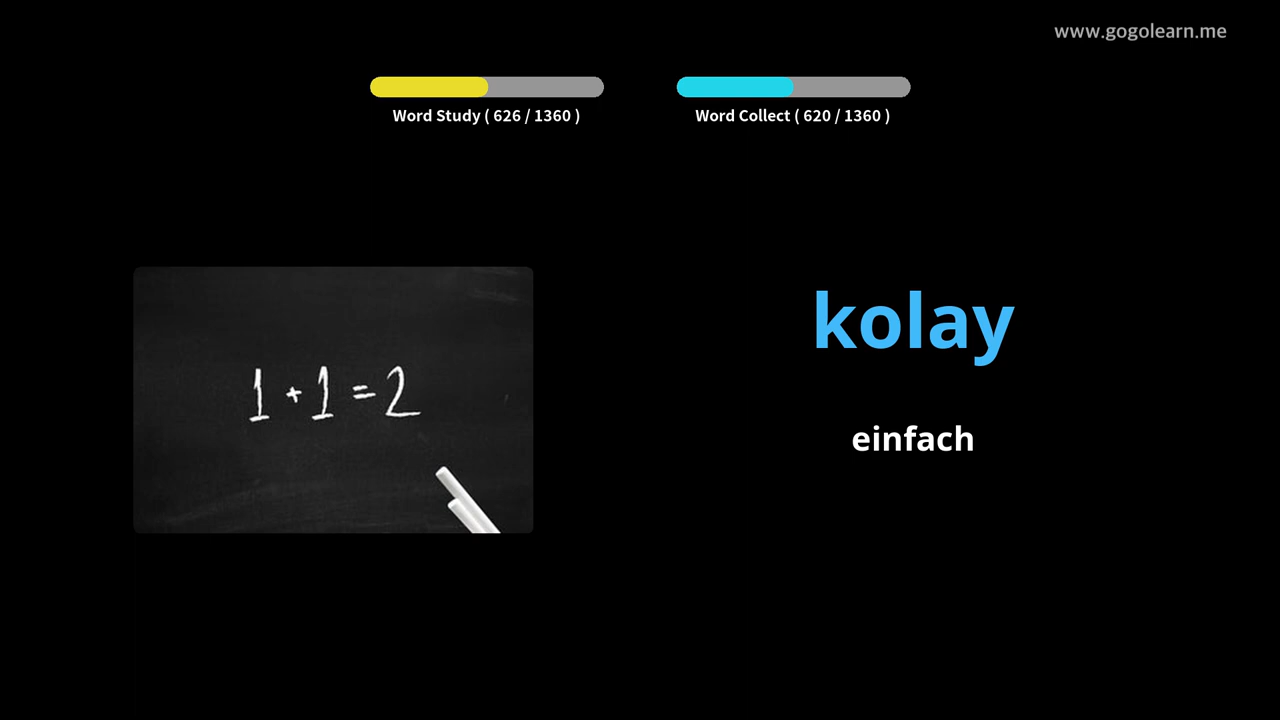 www.gogolearn.me
Word Study ( 626 / 1360 )
Word Collect ( 620 / 1360 )
1 + 1 = 2
kolay
einfach